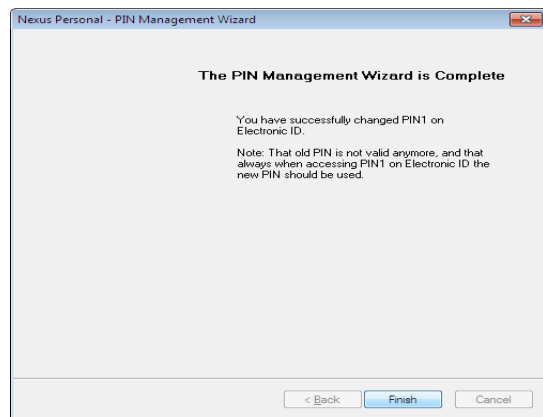 Nexus Personal - PIN Management Wizard
The PIN Management Wizard is Complete
You have successfully changed PIN1 on
Electronic ID.
Note: That old PIN is not valid anymore, and that
always when accessing PIN1 on Electronic ID the
new PIN should be used.
< Back
Finish
Cancel